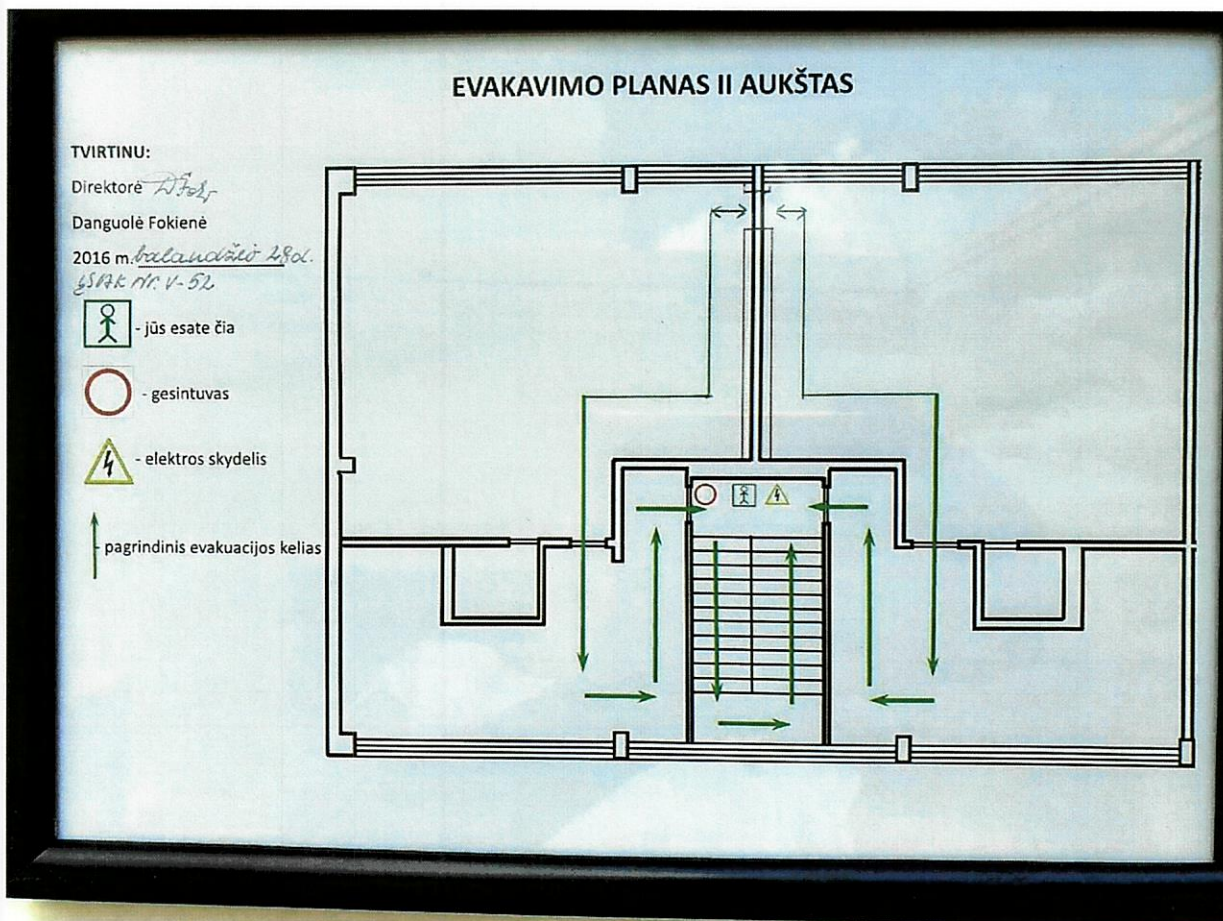 EVAKAVIMO PLANAS II AUKŠTAS
TVIRTINU:
Direktorė
Danguolė Fokienė
2016 m. balandžio 28d.
ĮSAK Nr. V-52
- jūs esate čia
- gesintuvas
- elektros skydelis
- pagrindinis evakuacijos kelias